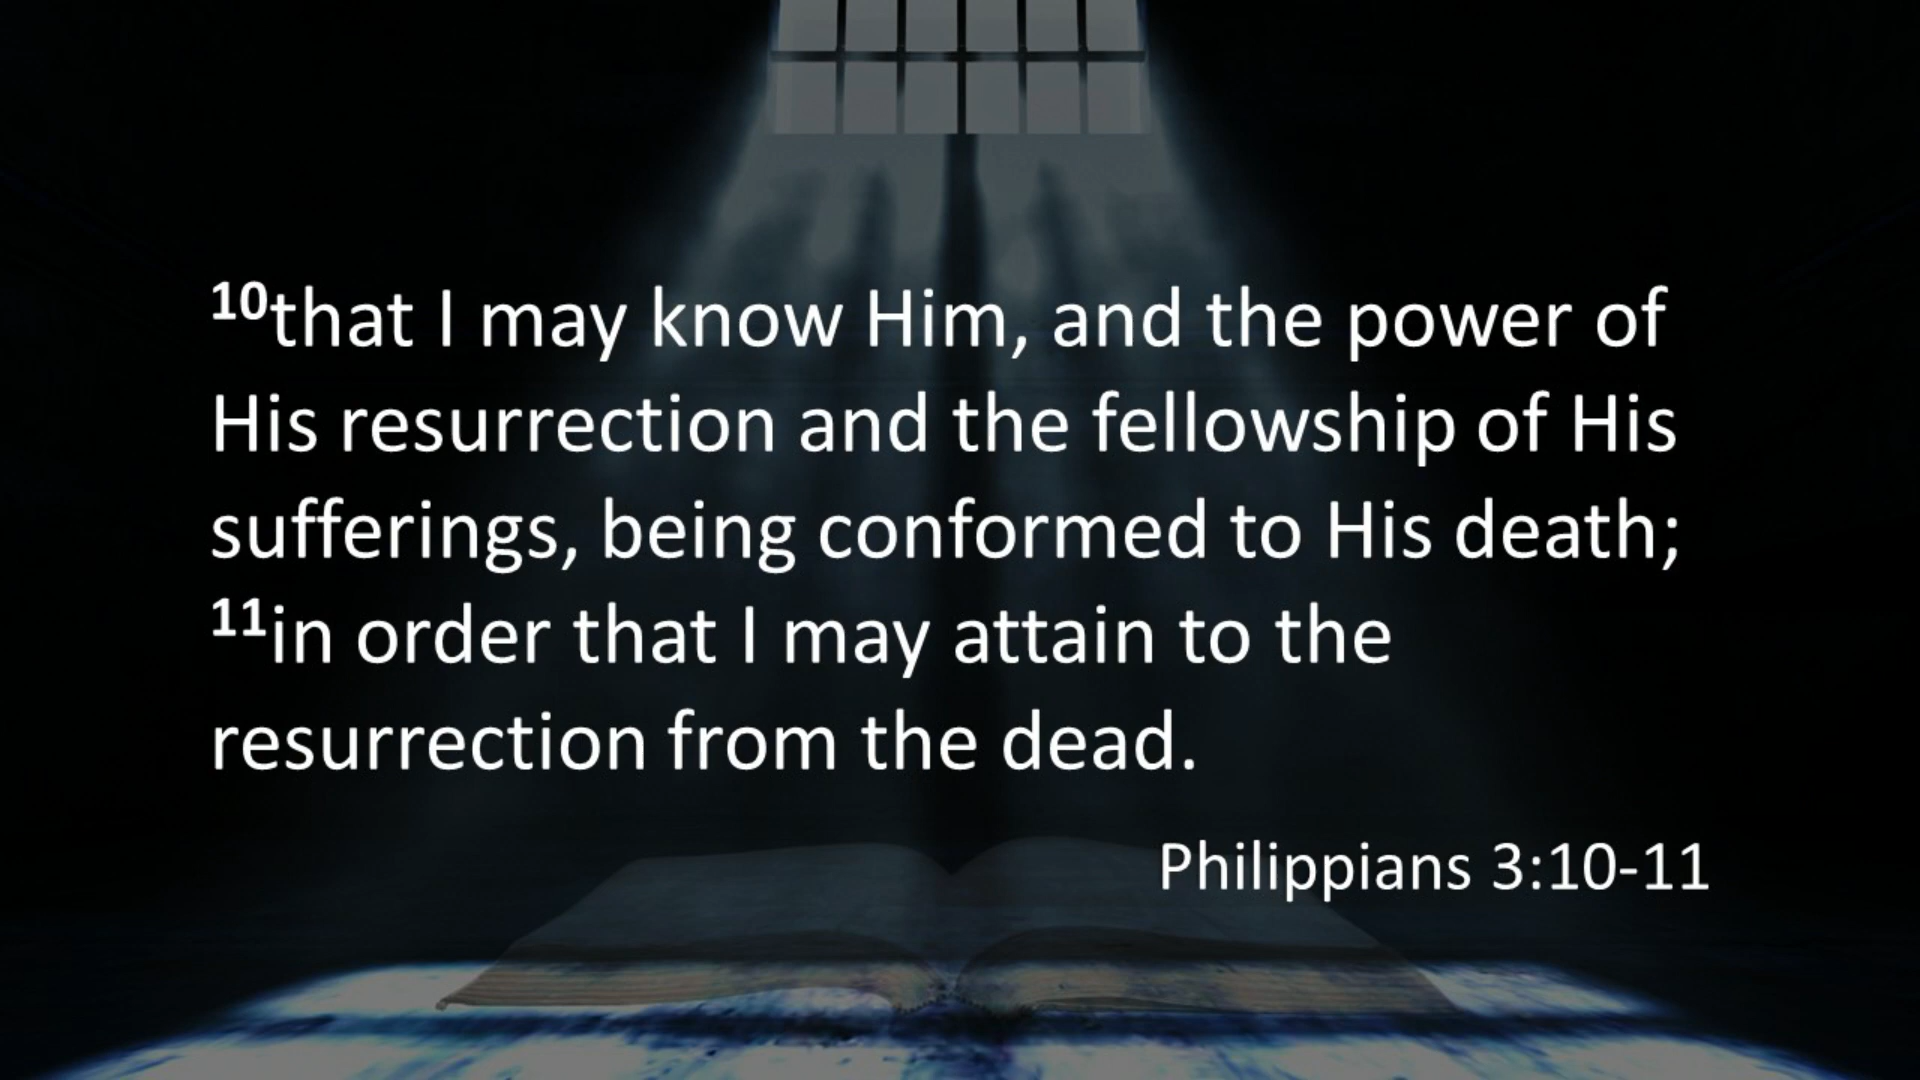 10that I may know Him, and the power of
His resurrection and the fellowship of His
sufferings, being conformed to His death;
11in order that I may attain to the
resurrection from the dead.
Philippians 3:10-11